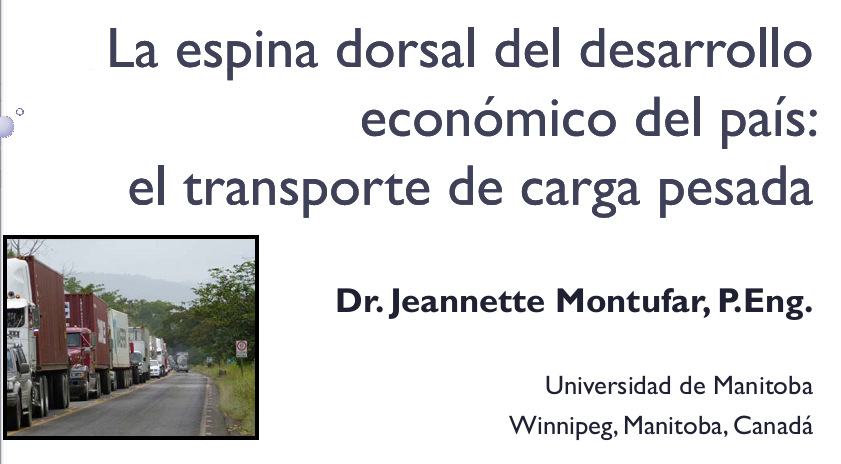 La espina dorsal del desarrollo
económico del país:
el transporte de carga pesada
Dr. Jeannette Montufar, P.Eng.
Universidad de Manitoba
Winnipeg, Manitoba, Canadá